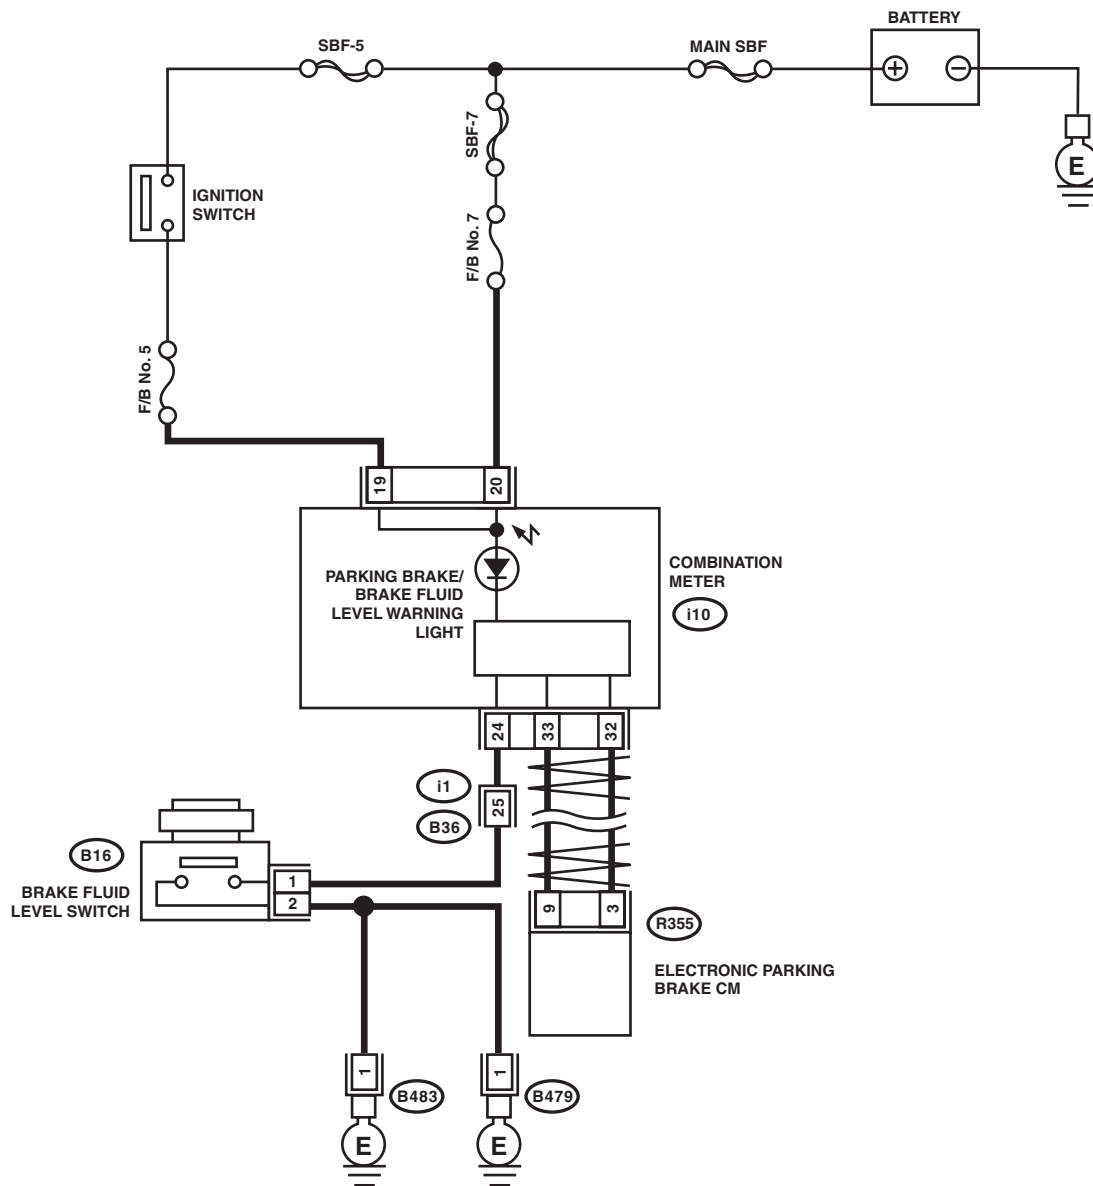 BATTERY
SBF-5
MAIN SBF
+
−
E
SBF-7
IGNITION
SWITCH
F/B No. 7
F/B No. 5
19
20
PARKING BRAKE/
BRAKE FLUID
LEVEL WARNING
LIGHT
COMBINATION
METER
i10
24
33
32
i1
25
B36
B16
BRAKE FLUID
LEVEL SWITCH
1
2
9
3
R355
ELECTRONIC PARKING
BRAKE CM
1
B483
1
B479
E
E